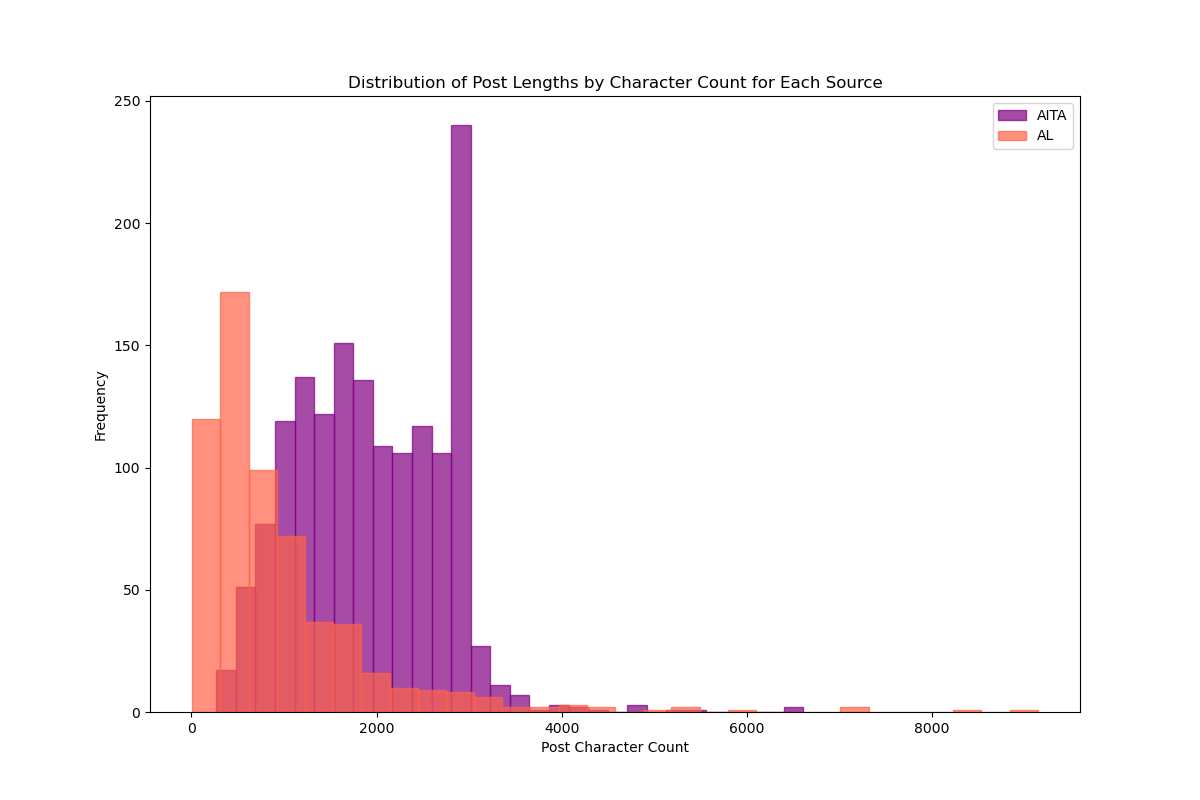 Distribution of Post Lengths by Character Count for Each Source
250
200
150
100
50
0
Frequency
AITA
AL
0 2000 4000 6000 8000
Post Character Count